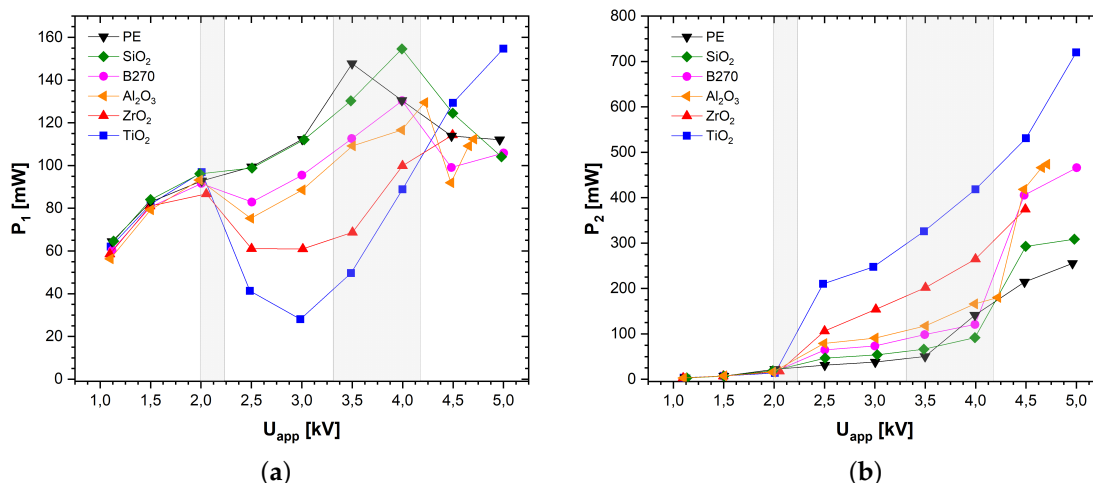 160
140
120
100
80
60
40
20
0
P₁ [mW]
PE
SiO₂
B270
Al₂O₃
ZrO₂
TiO₂
1,0 1,5 2,0 2,5 3,0 3,5 4,0 4,5 5,0
U_app [kV]
(a)
800
700
600
500
400
300
200
100
0
P₂ [mW]
PE
SiO₂
B270
Al₂O₃
ZrO₂
TiO₂
1,0 1,5 2,0 2,5 3,0 3,5 4,0 4,5 5,0
U_app [kV]
(b)